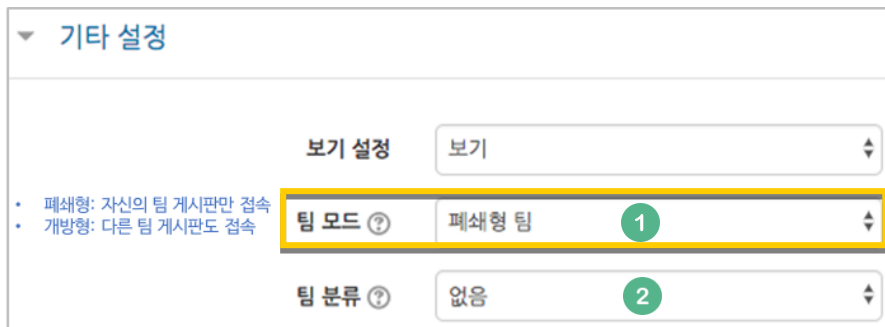 기타 설정
보기 설정 보기
• 폐쇄형: 자신의 팀 게시판만 접속
• 개방형: 다른 팀 게시판도 접속
팀 모드 ? 폐쇄형 팀 1
팀 분류 ? 없음 2